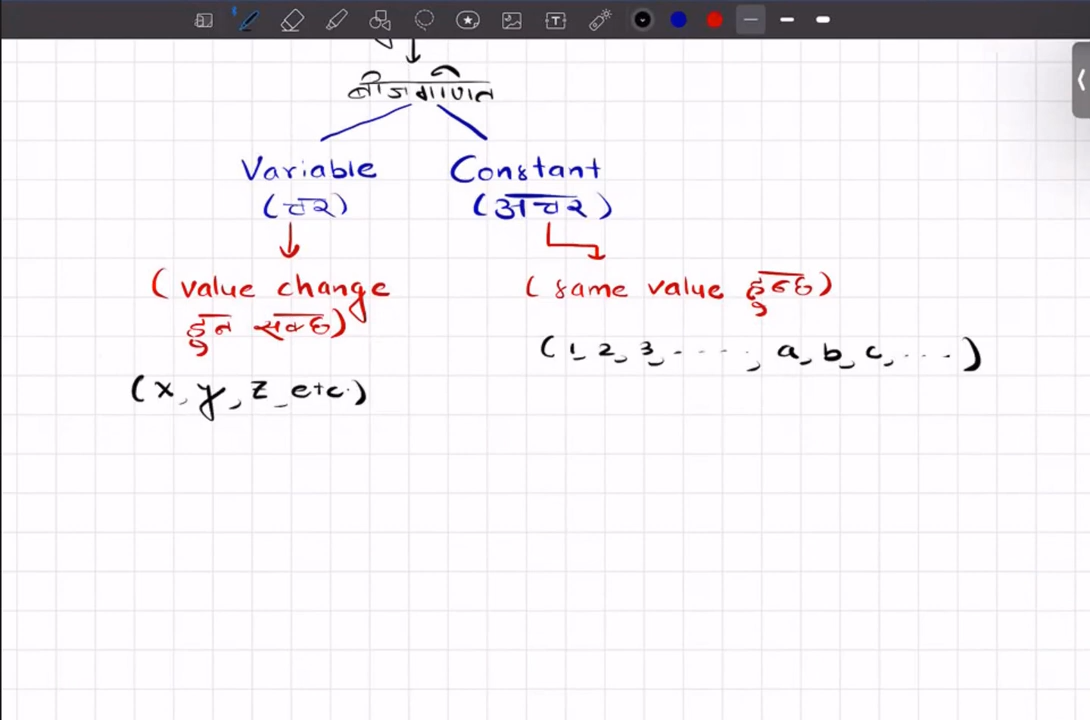 बीजगणित
Variable Constant
(चर) (अचर)
(value change (same value हुन्छ)
हुन सक्छ) (1, 2, 3, ....., a, b, c, ....)
(x, y, z etc.)